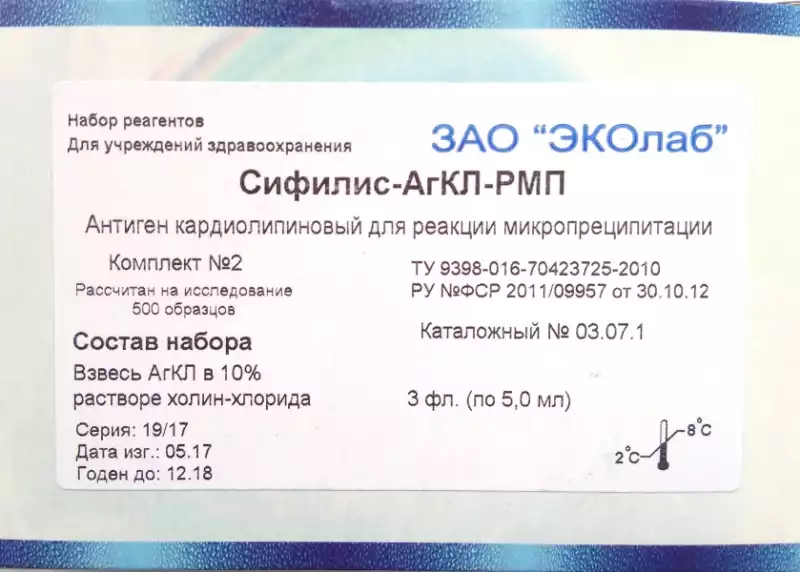 Набор реагентов
Для учреждений здравоохранения
ЗАО “ЭКОлаб”
Сифилис-АгКЛ-РМП
Антиген кардиолипиновый для реакции микропреципитации
Комплект №2
ТУ 9398-016-70423725-2010
Рассчитан на исследование
РУ №ФСР 2011/09957 от 30.10.12
500 образцов
Каталожный № 03.07.1
Состав набора
Взвесь АгКЛ в 10%
растворе холин-хлорида
3 фл. (по 5,0 мл)
Серия: 19/17
8°C
Дата изг.: 05.17
2°C
Годен до: 12.18